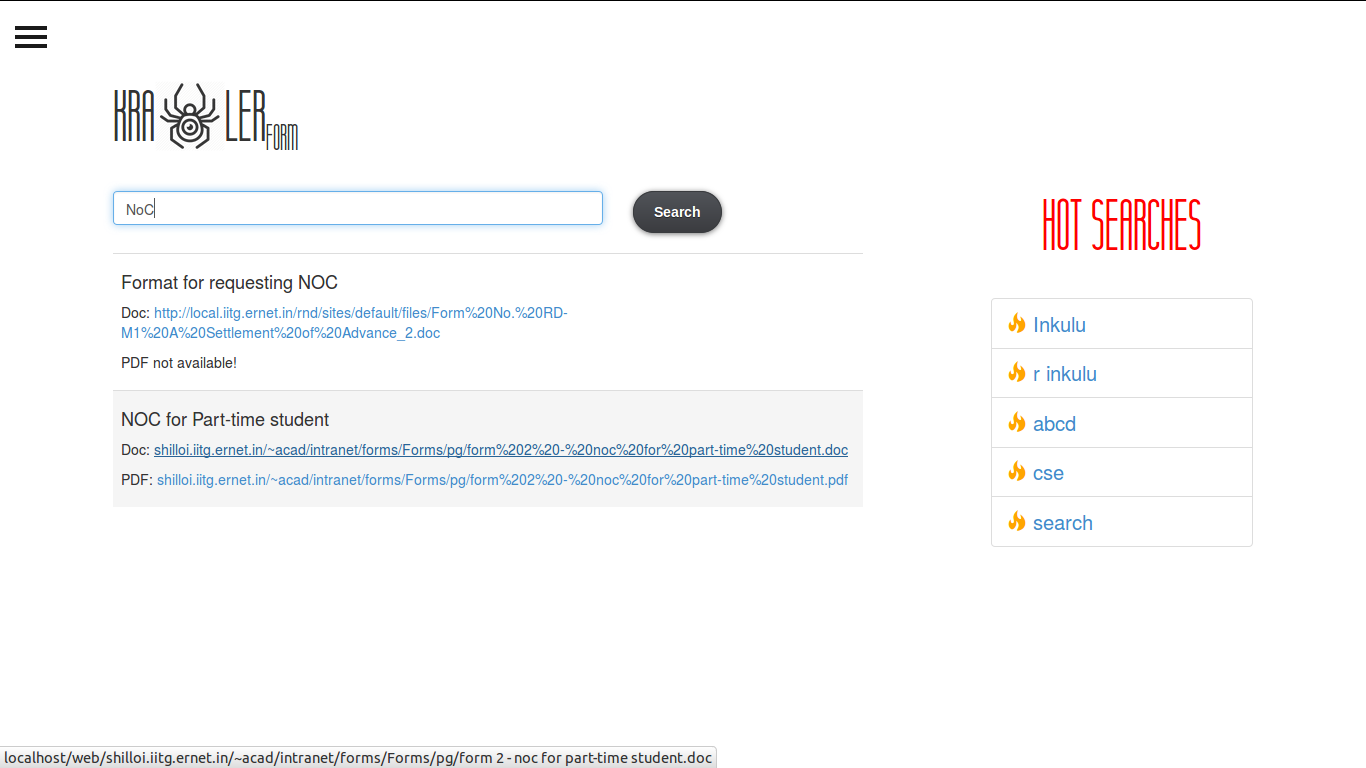 KRA LER FORM
NoC
Search
HOT SEARCHES
Format for requesting NOC
Doc: http://local.iitg.ernet.in/rnd/sites/default/files/Form%20No.%20RD-
M1%20A%20Settlement%20of%20Advance_2.doc
PDF not available!
NOC for Part-time student
Doc: shilloi.iitg.ernet.in/~acad/intranet/forms/Forms/pg/form%202%20-%20noc%20for%20part-time%20student.doc
PDF: shilloi.iitg.ernet.in/~acad/intranet/forms/Forms/pg/form%202%20-%20noc%20for%20part-time%20student.pdf
Inkulu
r inkulu
abcd
cse
search
localhost/web/shilloi.iitg.ernet.in/~acad/intranet/forms/Forms/pg/form 2 - noc for part-time student.doc